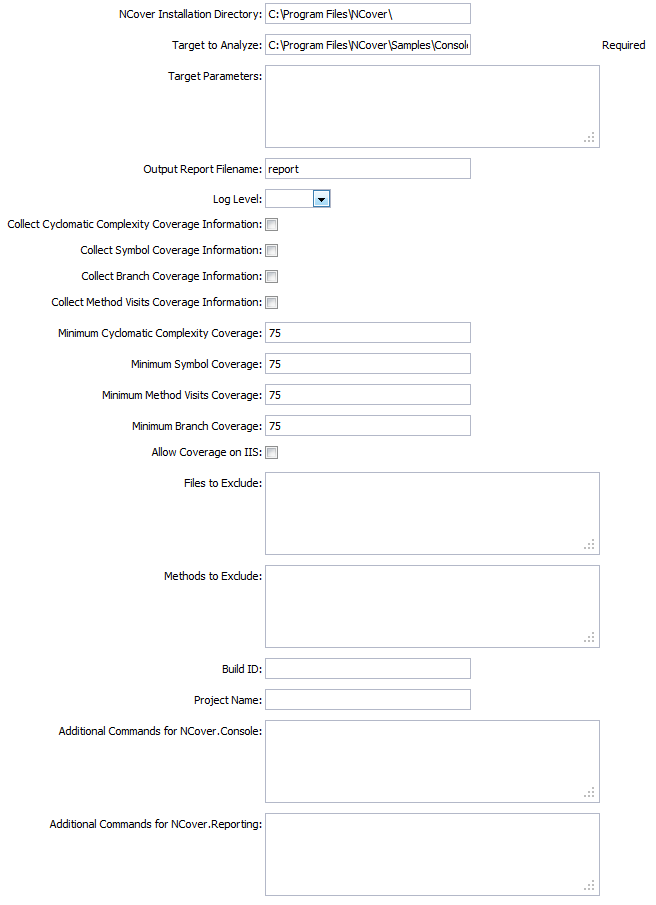 NCover Installation Directory: C:\Program Files\NCover\
Target to Analyze: C:\Program Files\NCover\Samples\Consol Required
Target Parameters:
Output Report Filename: report
Log Level:
Collect Cyclomatic Complexity Coverage Information:
Collect Symbol Coverage Information:
Collect Branch Coverage Information:
Collect Method Visits Coverage Information:
Minimum Cyclomatic Complexity Coverage: 75
Minimum Symbol Coverage: 75
Minimum Method Visits Coverage: 75
Minimum Branch Coverage: 75
Allow Coverage on IIS:
Files to Exclude:
Methods to Exclude:
Build ID:
Project Name:
Additional Commands for NCover.Console:
Additional Commands for NCover.Reporting: